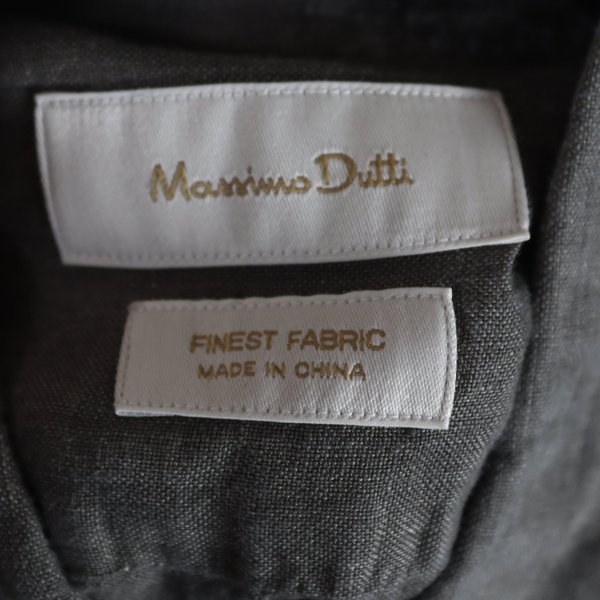 Massimo Dutti
FINEST FABRIC
MADE IN CHINA